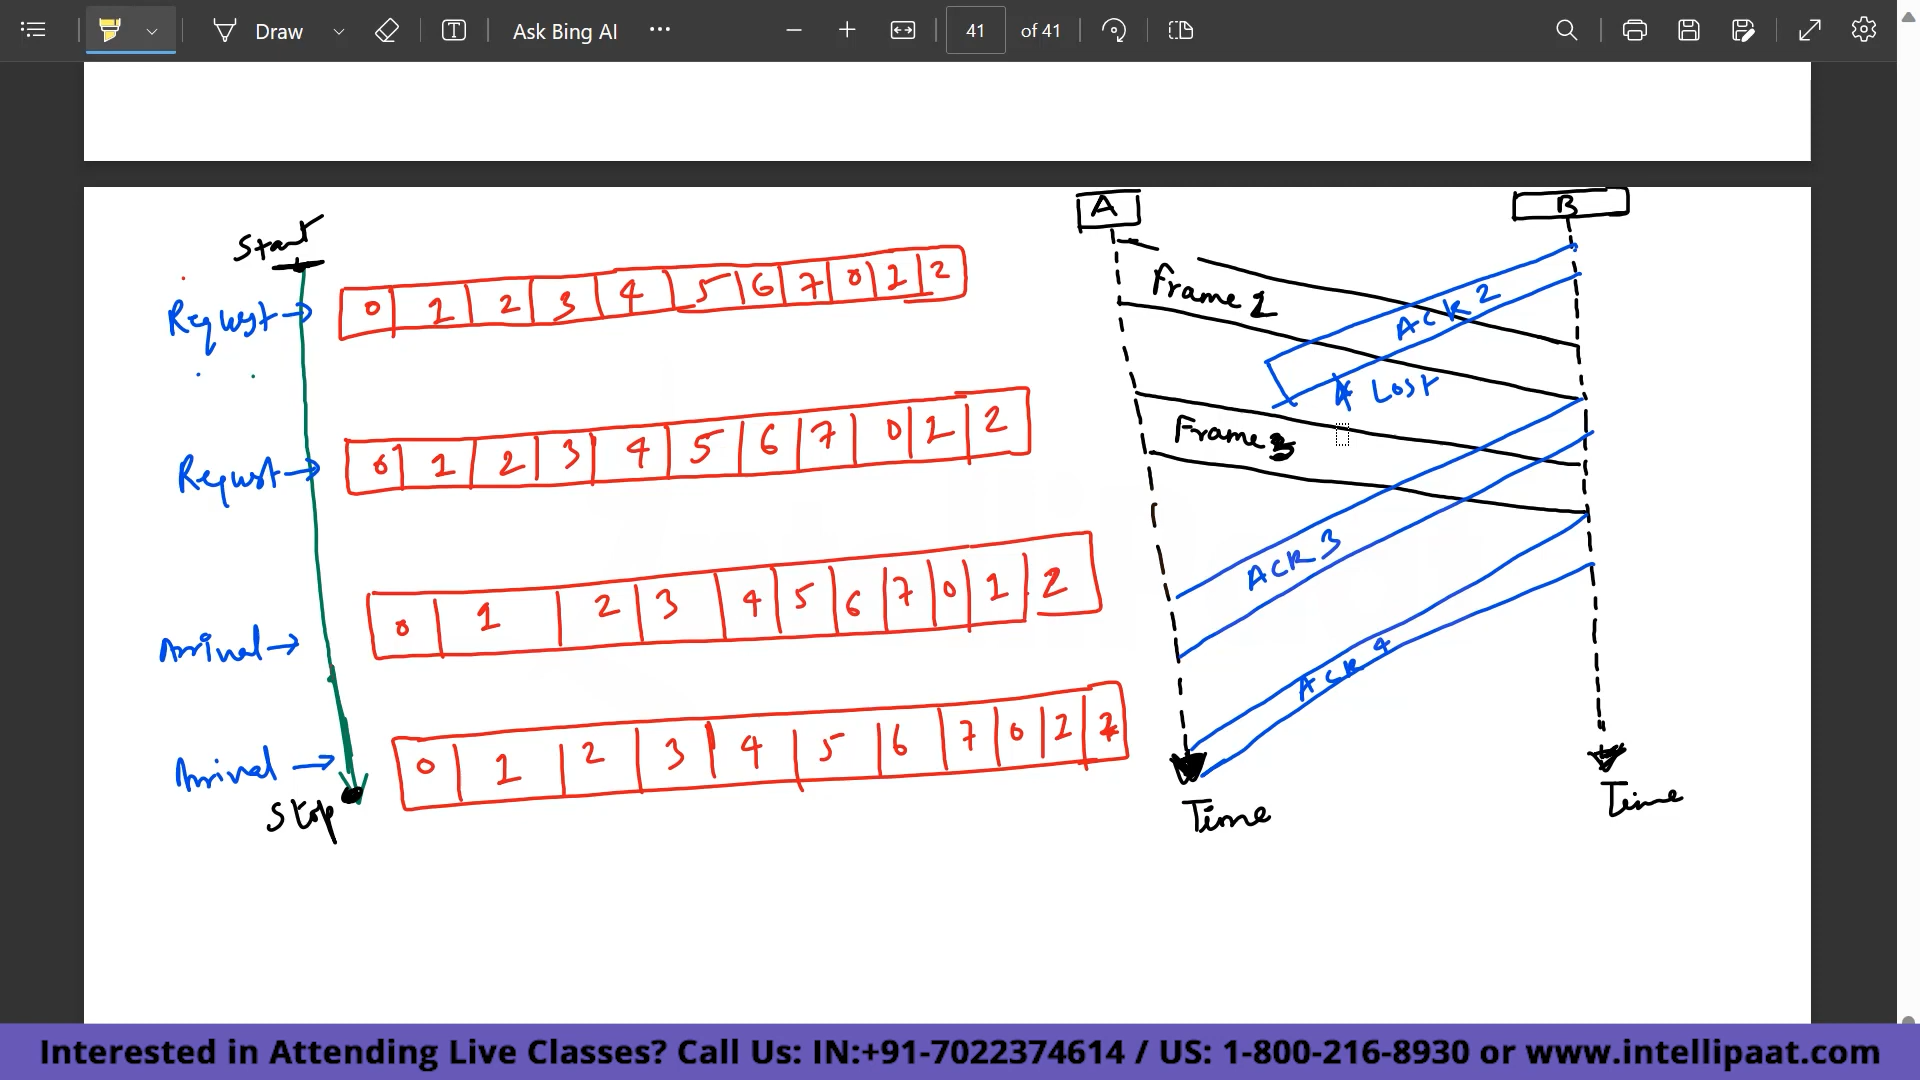 Draw
Ask Bing AI
41 of 41
Start
Request
0 1 2 3 4 5 6 7 0 1 2
Requst
0 1 2 3 4 5 6 7 0 1 2
Arrival
0 1 2 3 4 5 6 7 0 1 2
Arrival
0 1 2 3 4 5 6 7 0 1 2
Stop
A
B
Frame 2
ACK 2
Lost
Frame 3
ACK 3
ACK 4
Time
Time
Interested in Attending Live Classes? Call Us: IN:+91-7022374614 / US: 1-800-216-8930 or www.intellipaat.com